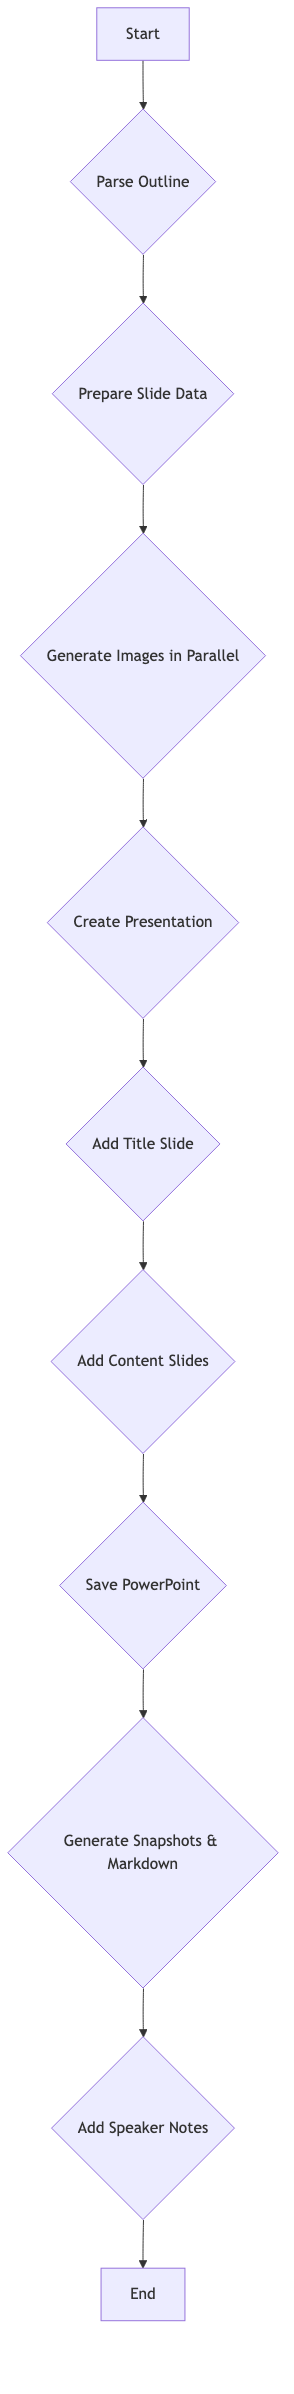 Start
Parse Outline
Prepare Slide Data
Generate Images in Parallel
Create Presentation
Add Title Slide
Add Content Slides
Save PowerPoint
Generate Snapshots &
Markdown
Add Speaker Notes
End